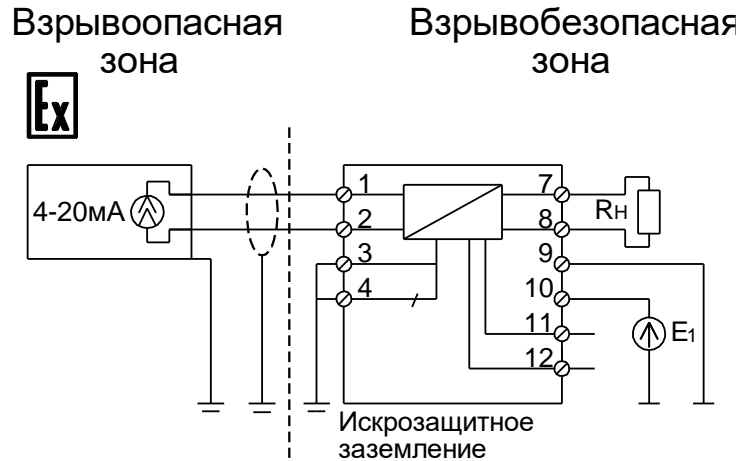 Взрывоопасная
зона
Взрывобезопасная
зона
Ex
4-20мА
1
2
3
4
7
8
9
10
11
12
RН
E1
Искрозащитное
заземление